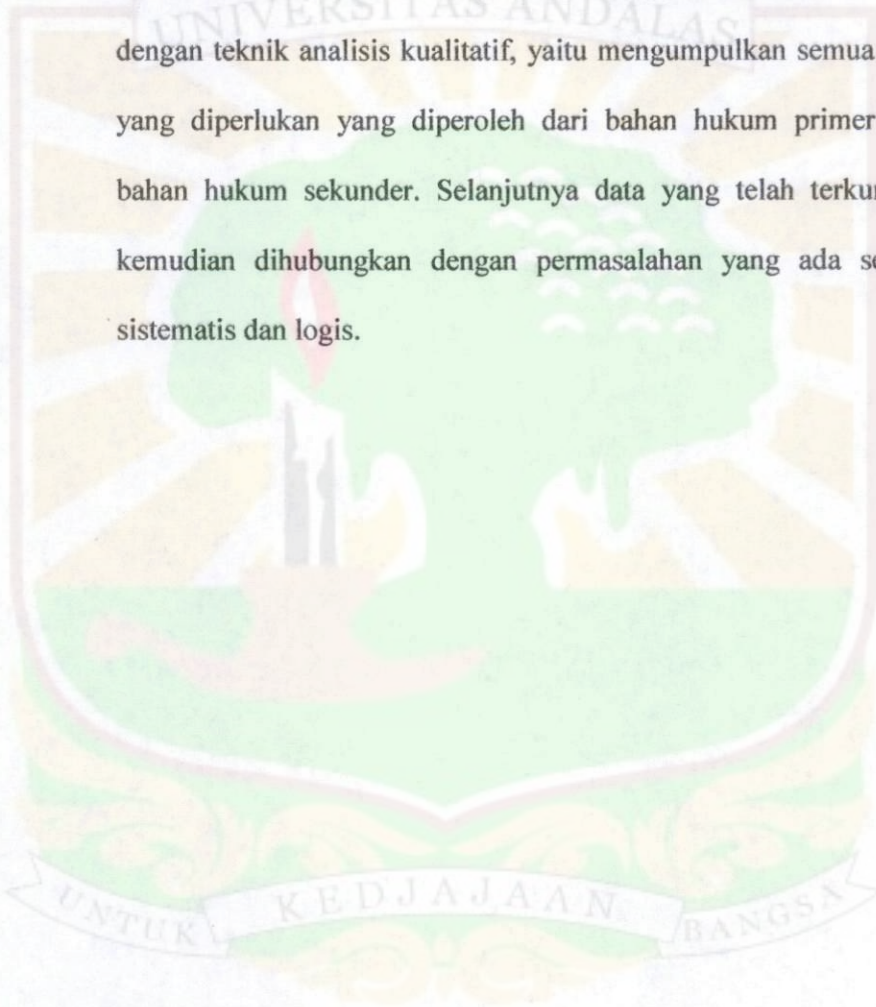 UNIVERSITAS ANDALAS
dengan teknik analisis kualitatif, yaitu mengumpulkan semua
yang diperlukan yang diperoleh dari bahan hukum primer
bahan hukum sekunder. Selanjutnya data yang telah
kemudian dihubungkan dengan permasalahan yang ada
sistematis dan logis.
UNTUK KEDJAJAAN BANGSA